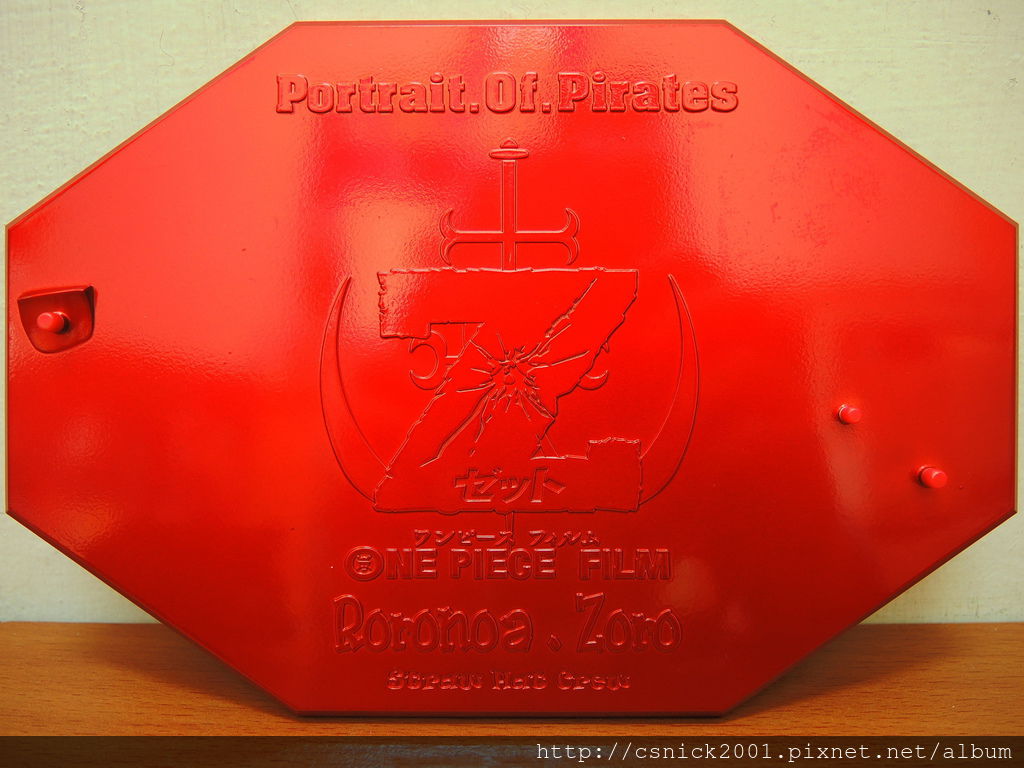 Portrait.Of.Pirates
Z
ゼット
ワンピース フィルム
ONE PIECE FILM
Roronoa.Zoro
Straw Hat Crew
http://csnick2001.pixnet.net/album